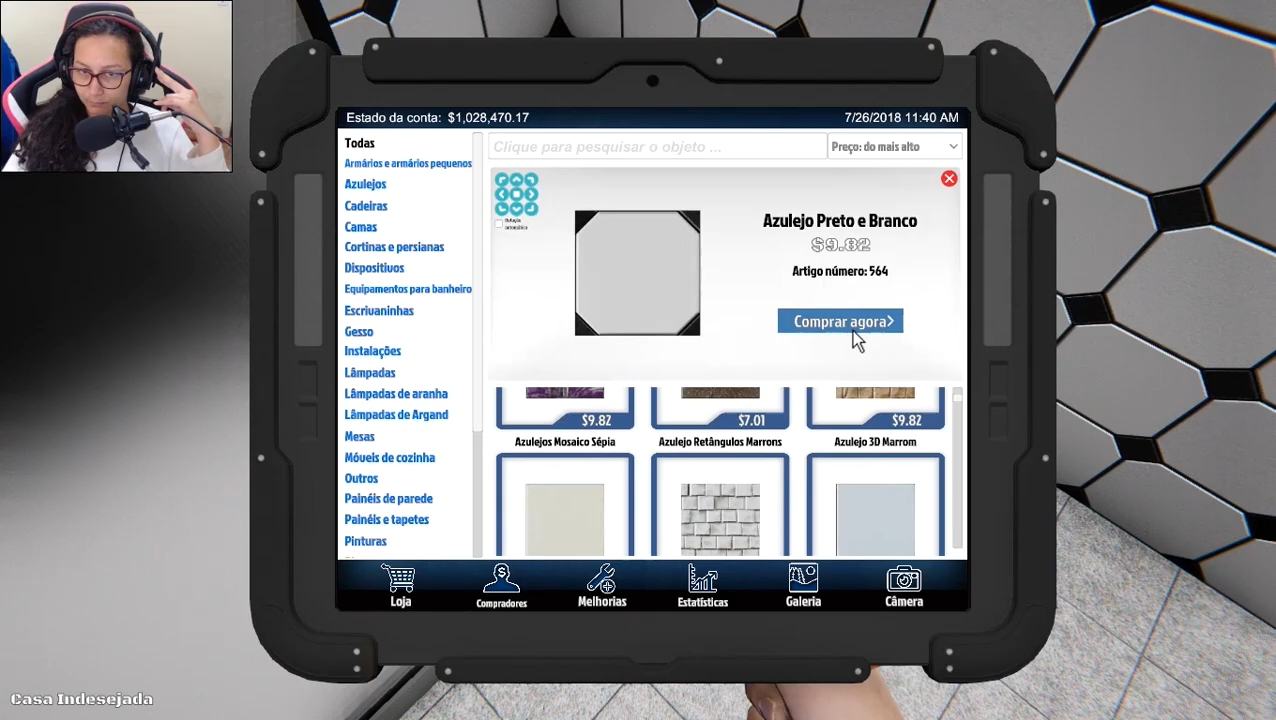 Estado da conta: $1,028,470.17
7/26/2018 11:40 AM
Todas
Armários e armários pequenos
Azulejos
Cadeiras
Camas
Cortinas e persianas
Dispositivos
Equipamentos para banheiro
Escrivaninhas
Gesso
Instalações
Lâmpadas
Lâmpadas de aranha
Lâmpadas de Argand
Mesas
Móveis de cozinha
Outros
Painéis de parede
Painéis e tapetes
Pinturas
Clique para pesquisar o objeto ...
Preço: do mais alto
Rotação
automático
Azulejo Preto e Branco
$9.82
Artigo número: 564
Comprar agora>
$9.82
$7.01
$9.82
Azulejos Mosaico Sépia
Azulejo Retângulos Marrons
Azulejo 3D Marrom
Loja
Compradores
Melhorias
Estatísticas
Galeria
Câmera
Casa Indesejada